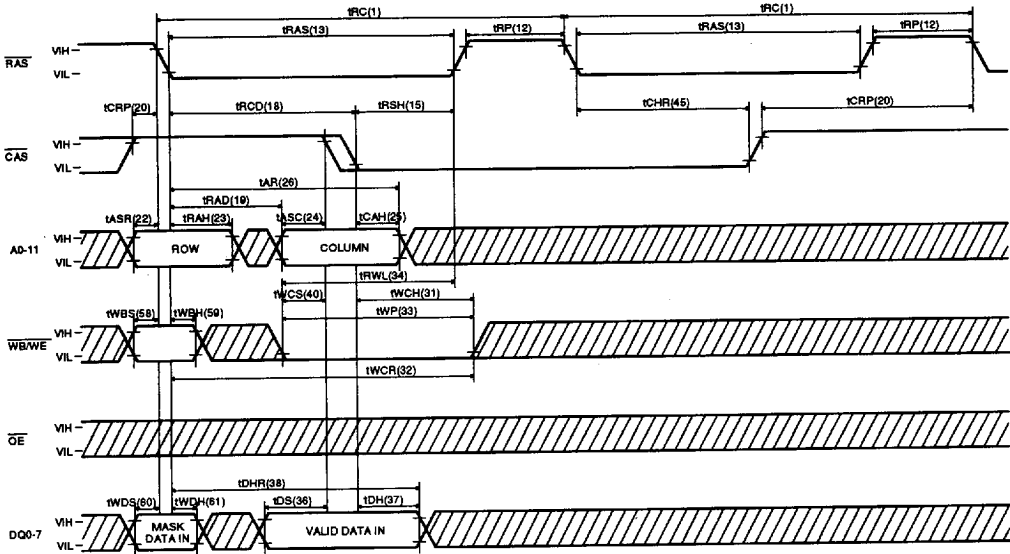 tRC(1) tRC(1)
tRAS(13) tRP(12) tRAS(13) tRP(12)
RAS VIH
VIL
tCRP(20) tRCD(18) tRSH(15) tCHR(45) tCRP(20)
CAS VIH
VIL
tAR(26)
tRAD(19)
tASR(22) tRAH(23) tASC(24) tCAH(25)
A0-11 VIH ROW COLUMN
VIL
tRWL(34)
tWCS(40) tWCH(31)
tWBS(58) tWBH(59) tWP(33)
WB/WE VIH
VIL
tWCR(32)
OE VIH
VIL
tDHR(38)
tWDS(60) tWDH(61) tDS(36) tDH(37)
DQ0-7 VIH MASK DATA IN VALID DATA IN
VIL